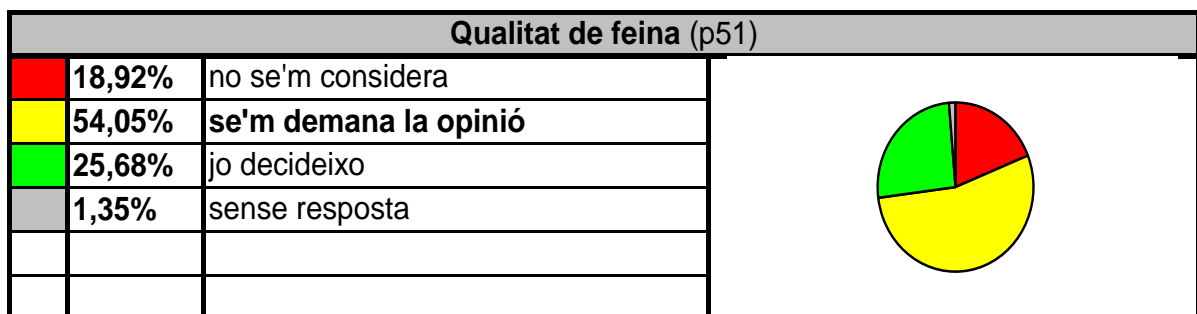 Qualitat de feina (p51)
18,92% no se'm considera
54,05% se'm demana la opinió
25,68% jo decideixo
1,35% sense resposta